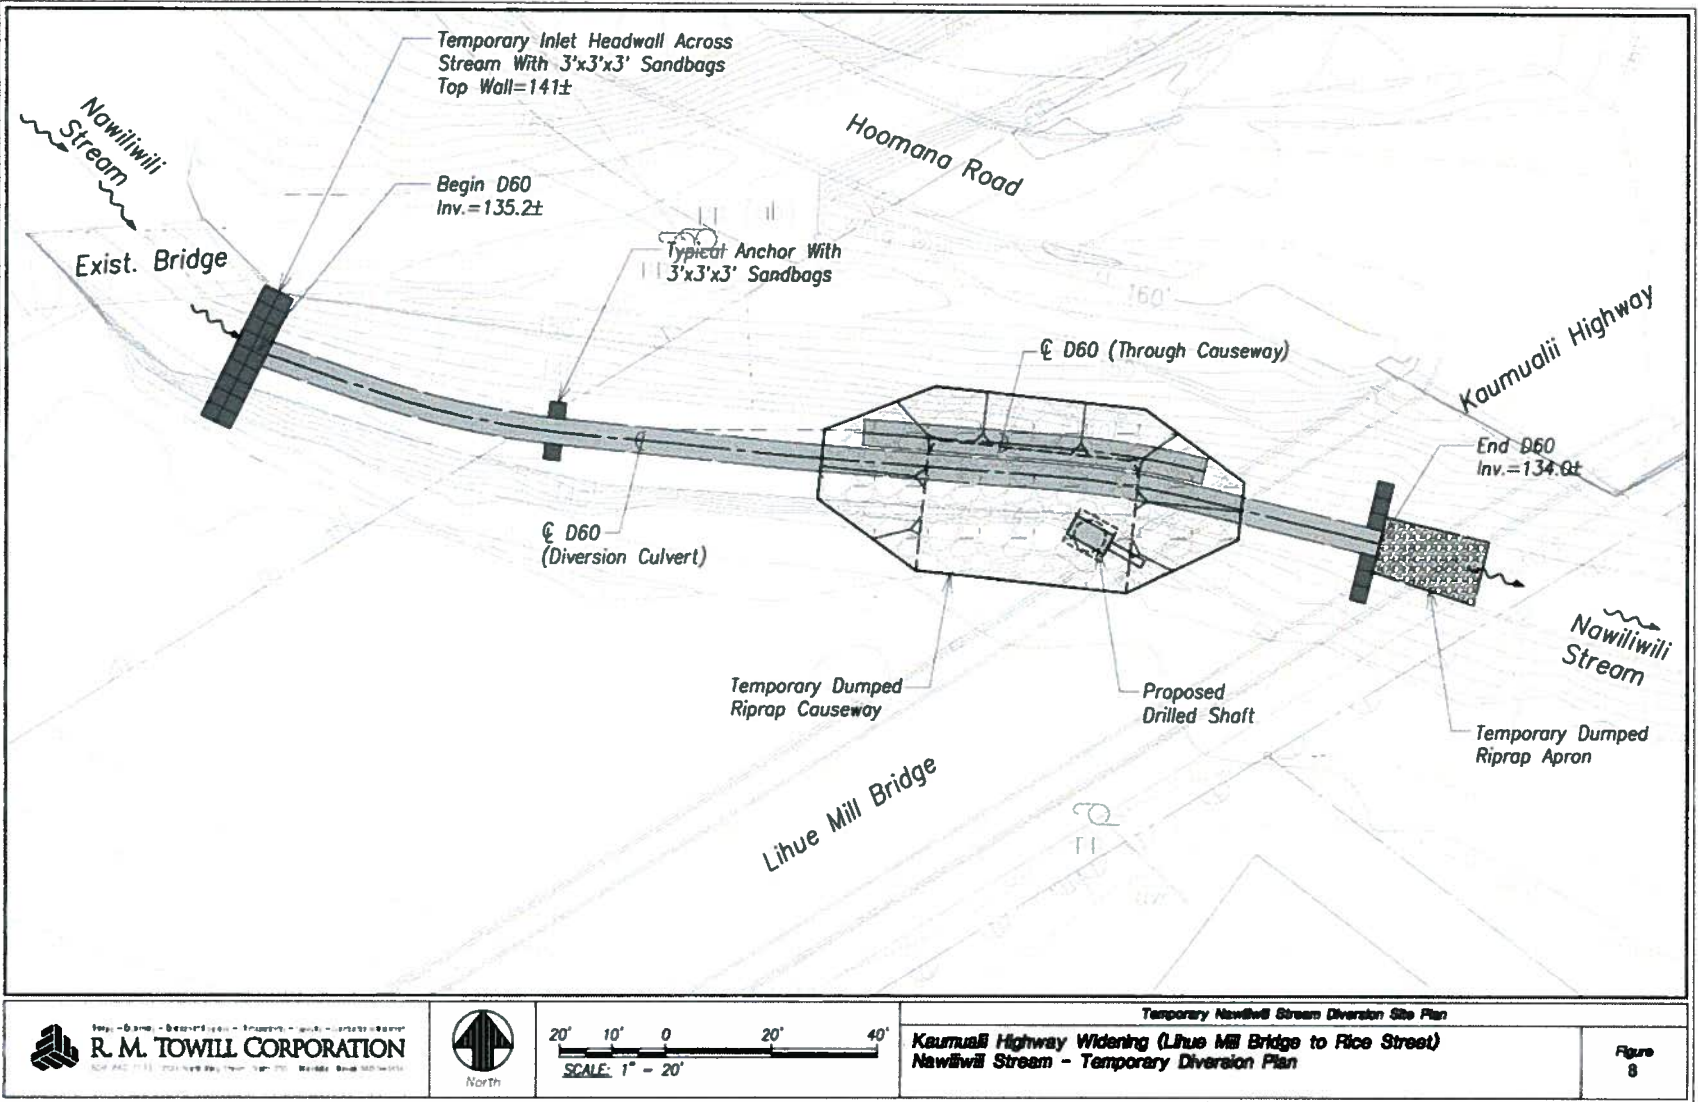 Temporary Inlet Headwall Across
Stream With 3'x3'x3' Sandbags
Top Wall=141±
Nawiliwili
Stream
Begin D60
Inv.=135.2±
Hoomana Road
Exist. Bridge
Typical Anchor With
3'x3'x3' Sandbags
160'
Kaumualii Highway
℄ D60 (Through Causeway)
End D60
Inv.=134.0±
℄ D60
(Diversion Culvert)
Nawiliwili
Stream
Temporary Dumped
Riprap Causeway
Proposed
Drilled Shaft
Temporary Dumped
Riprap Apron
Lihue Mill Bridge
R. M. TOWILL CORPORATION
North
20' 10' 0 20' 40'
SCALE: 1" = 20'
Temporary Nawiliwili Stream Diversion Site Plan
Kaumualii Highway Widening (Lihue Mill Bridge to Rice Street)
Nawiliwili Stream - Temporary Diversion Plan
Figure
8